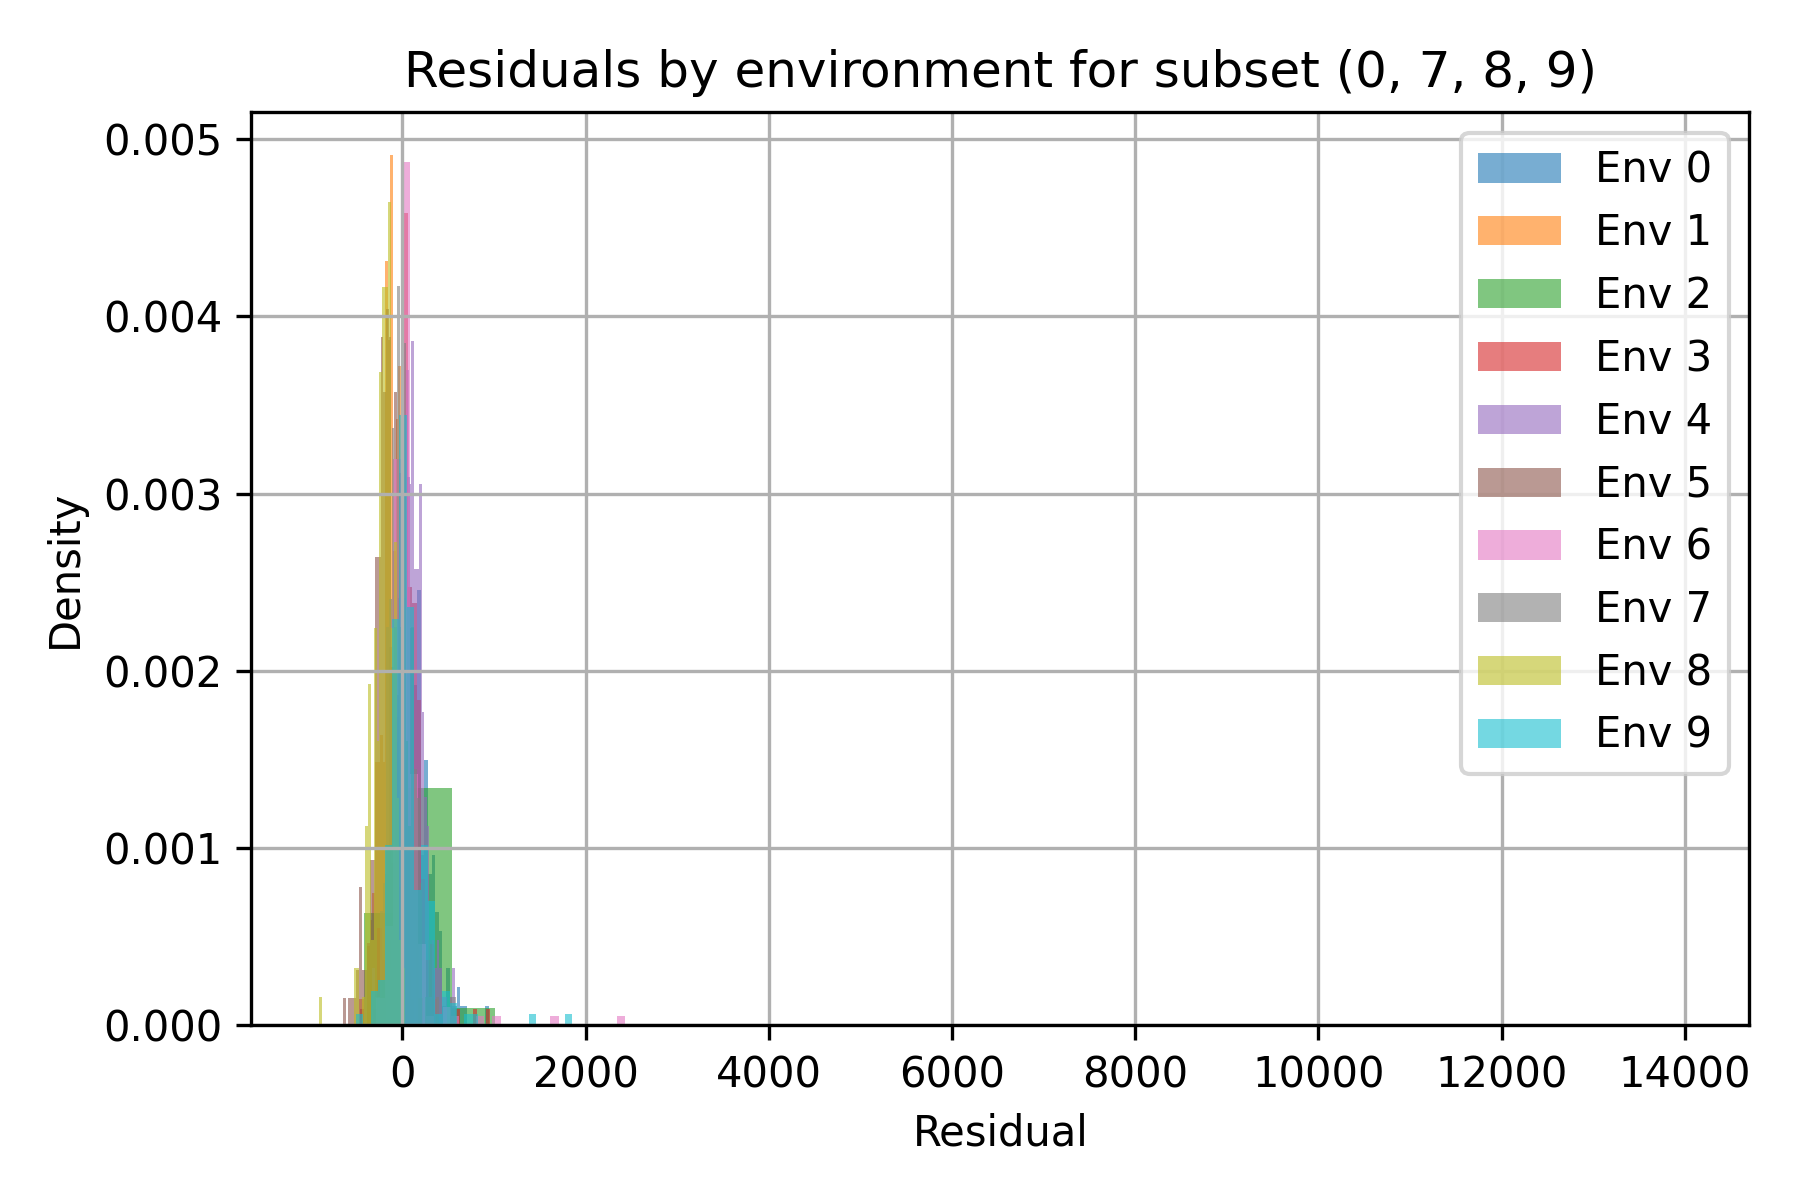 Residuals by environment for subset (0, 7, 8, 9)
0.005
0.004
0.003
0.002
0.001
0.000
Density
0
2000
4000
6000
8000
10000
12000
14000
Residual
Env 0
Env 1
Env 2
Env 3
Env 4
Env 5
Env 6
Env 7
Env 8
Env 9